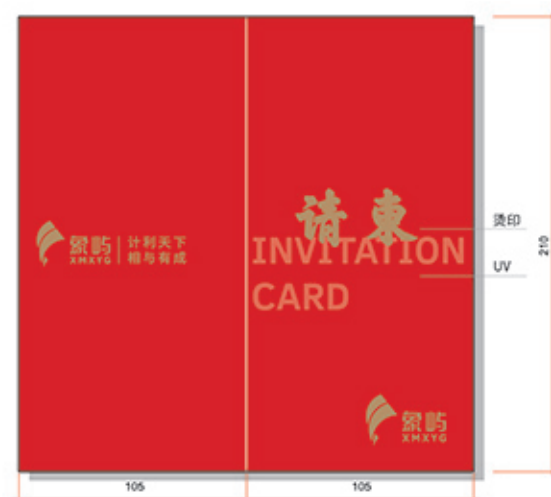 象屿
XMXYG
计利天下
相与有成
请柬
INVITATION
CARD
烫印
UV
210
象屿
XMXYG
105
105